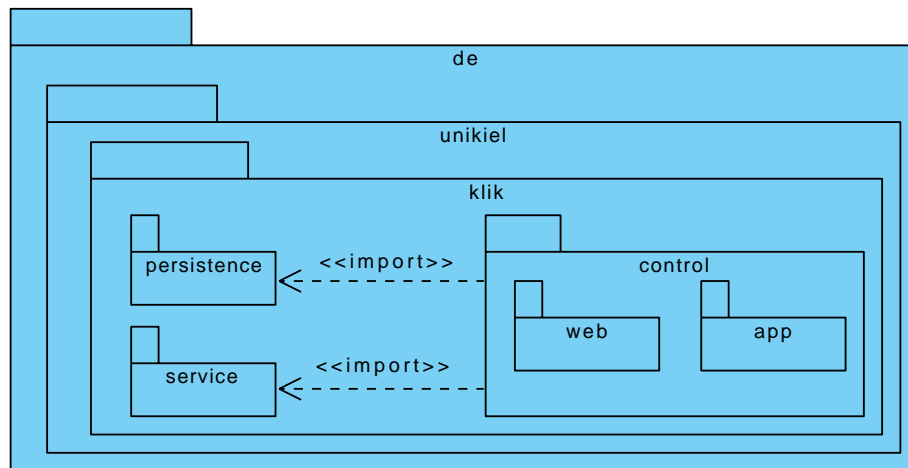 de
unikiel
klik
persistence
<<import>>
control
web
app
service
<<import>>